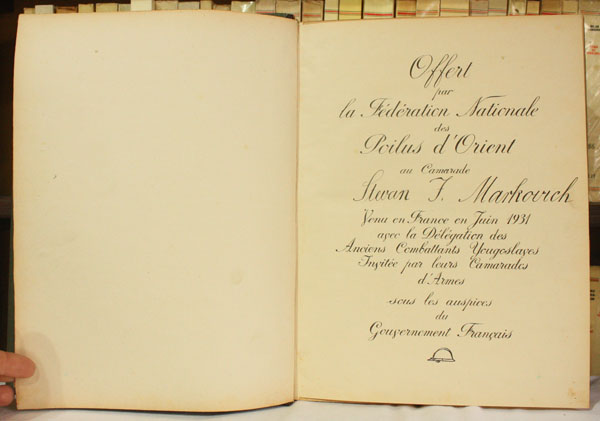 Offert
par
la Fédération Nationale
des
Poilus d'Orient
au Camarade
Stevan J. Markovich
Venu en France en Juin 1931
avec la Délégation des
Anciens Combattants Yougoslaves
Invitée par leurs Camarades
d'Armes
sous les auspices
du
Gouvernement Français